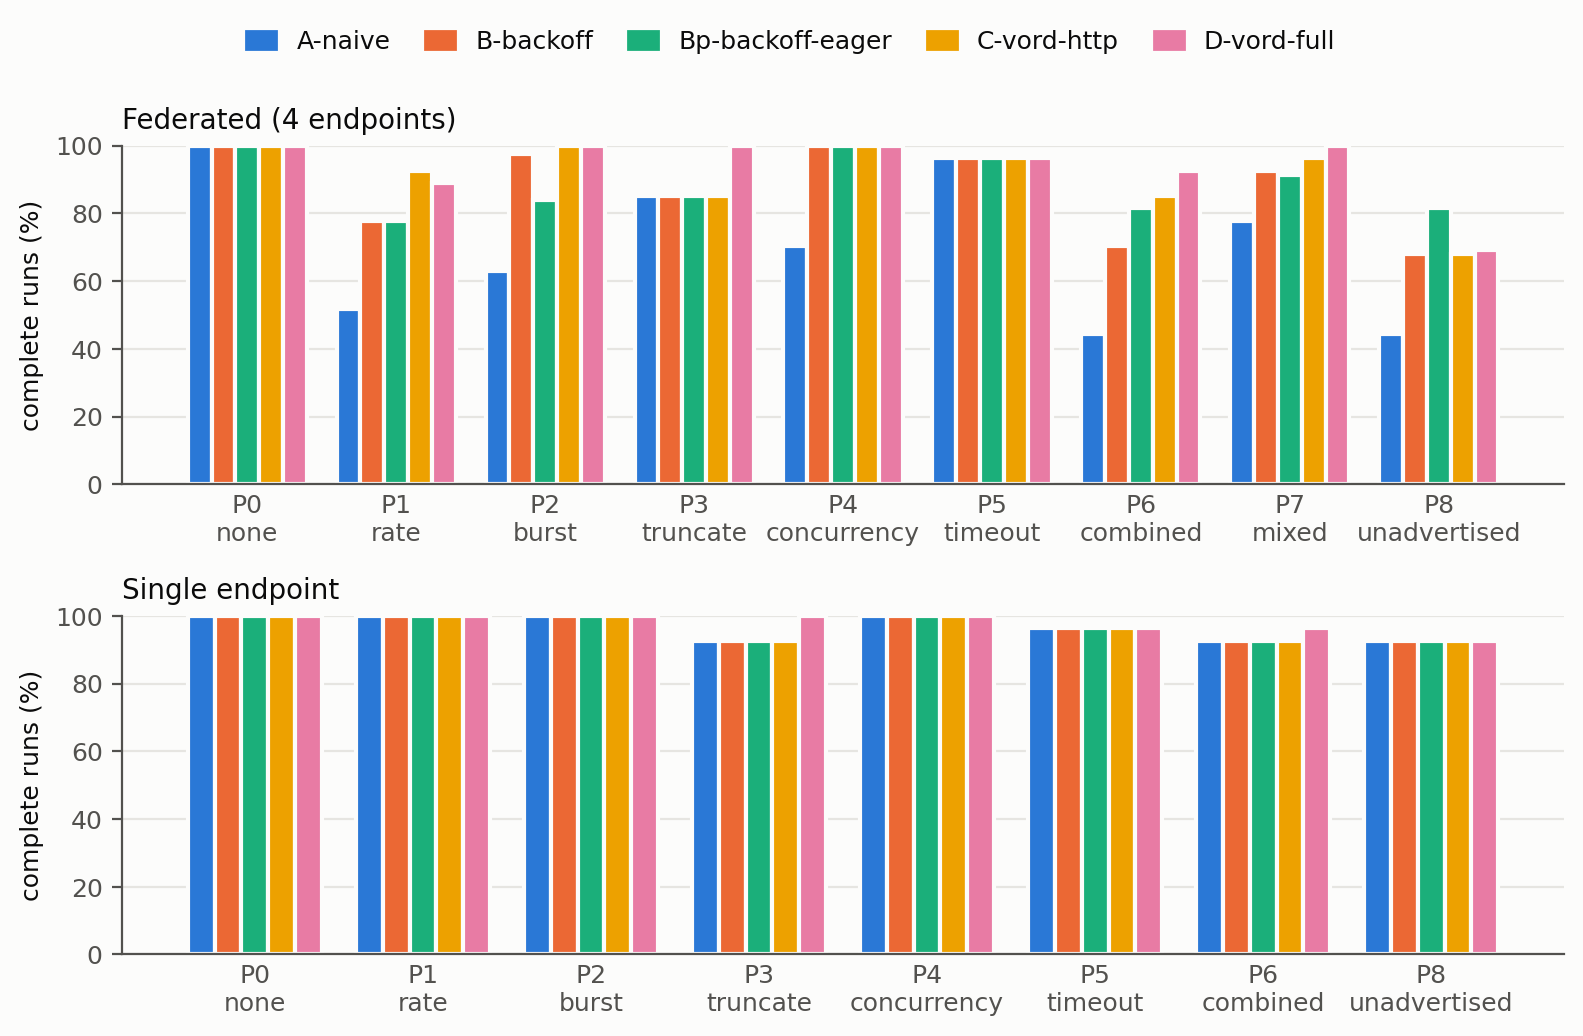 A-naive B-backoff Bp-backoff-eager C-vord-http D-vord-full
Federated (4 endpoints)
complete runs (%)
100
80
60
40
20
0
P0 P1 P2 P3 P4 P5 P6 P7 P8
none rate burst truncate concurrency timeout combined mixed unadvertised
Single endpoint
complete runs (%)
100
80
60
40
20
0
P0 P1 P2 P3 P4 P5 P6 P8
none rate burst truncate concurrency timeout combined unadvertised